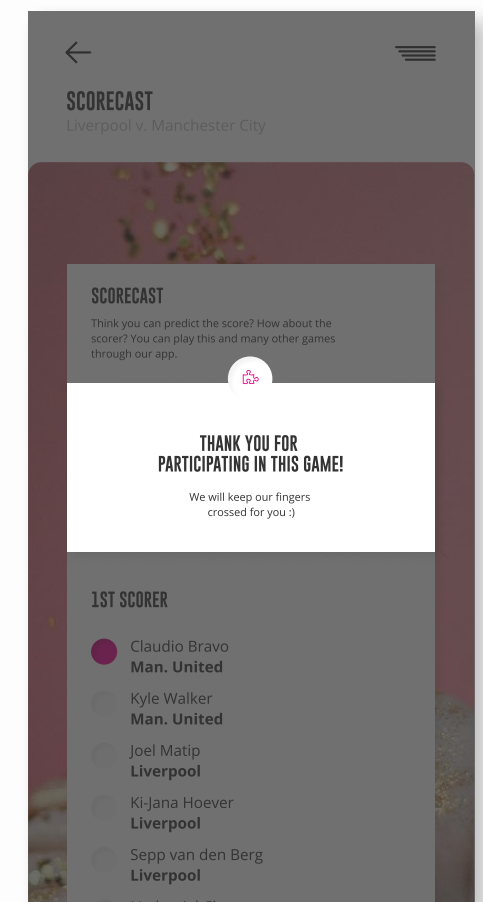 SCORECAST
Liverpool v. Manchester City
SCORECAST
Think you can predict the score? How about the
scorer? You can play this and many other games
through our app.
THANK YOU FOR
PARTICIPATING IN THIS GAME!
We will keep our fingers
crossed for you :)
1ST SCORER
Claudio Bravo
Man. United
Kyle Walker
Man. United
Joel Matip
Liverpool
Ki-Jana Hoever
Liverpool
Sepp van den Berg
Liverpool